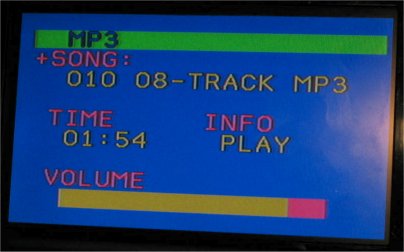 MP3
+SONG:
010 08-TRACK MP3
TIME INFO
01:54 PLAY
VOLUME